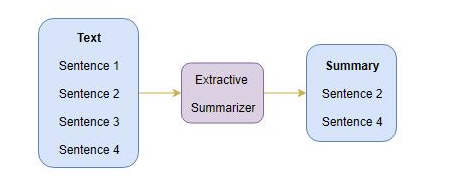 Text
Sentence 1
Sentence 2
Sentence 3
Sentence 4
Extractive
Summarizer
Summary
Sentence 2
Sentence 4